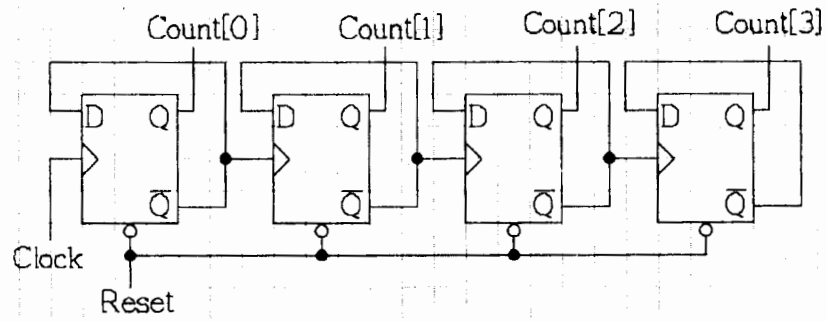 Count[0] Count[1] Count[2] Count[3]
D Q D Q D Q D Q
Q̅ Q̅ Q̅ Q̅
Clock
Reset